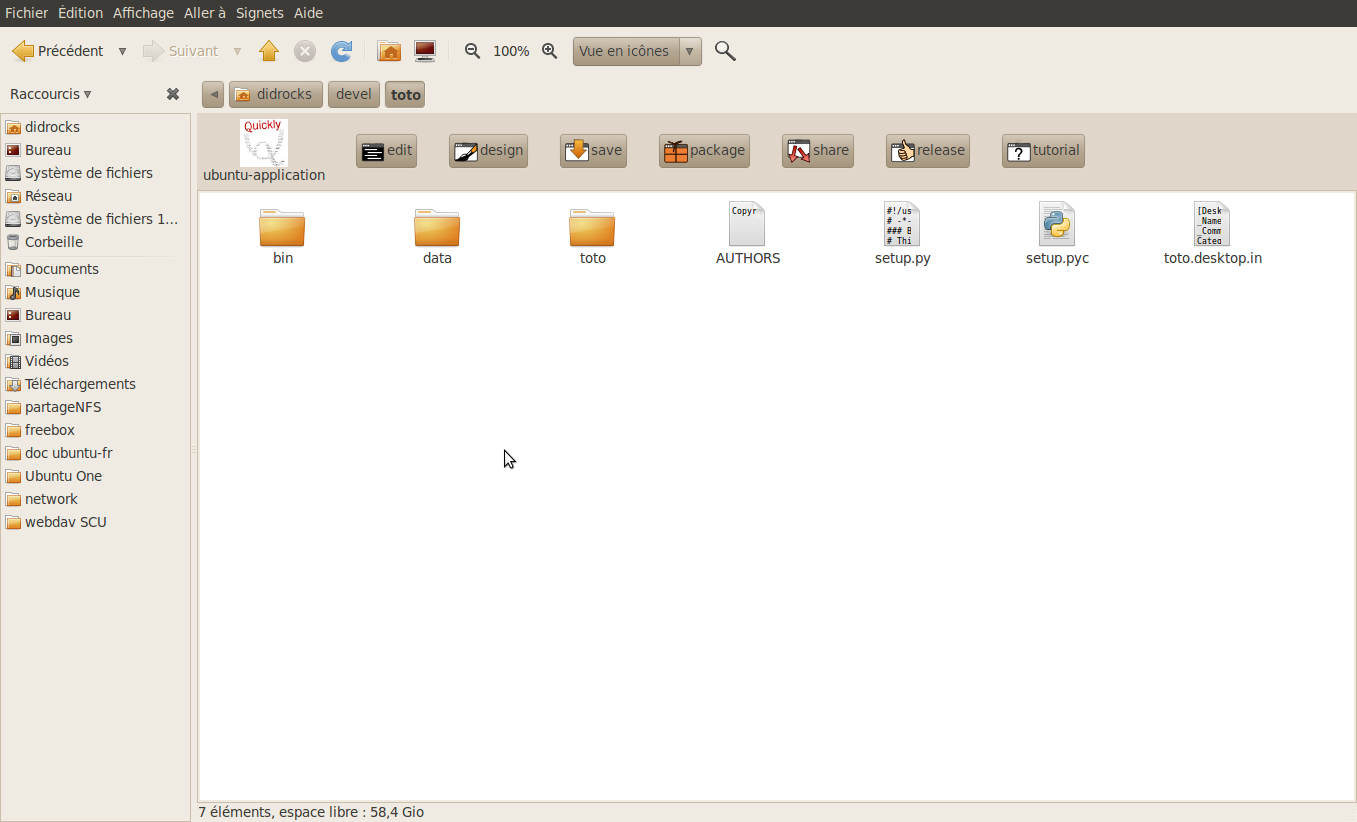 Fichier Édition Affichage Aller à Signets Aide
Précédent Suivant 100% Vue en icônes
Raccourcis didrocks devel toto
didrocks
Bureau
Système de fichiers
Réseau
Système de fichiers 1...
Corbeille
Documents
Musique
Bureau
Images
Vidéos
Téléchargements
partageNFS
freebox
doc ubuntu-fr
Ubuntu One
network
webdav SCU
Quickly
ubuntu-application
edit design save package share release tutorial
Copyr
#!/us
# -*-
### B
# Thi
[Desk
_Name
_Comm
Categ
bin data toto AUTHORS setup.py setup.pyc toto.desktop.in
7 éléments, espace libre : 58,4 Gio